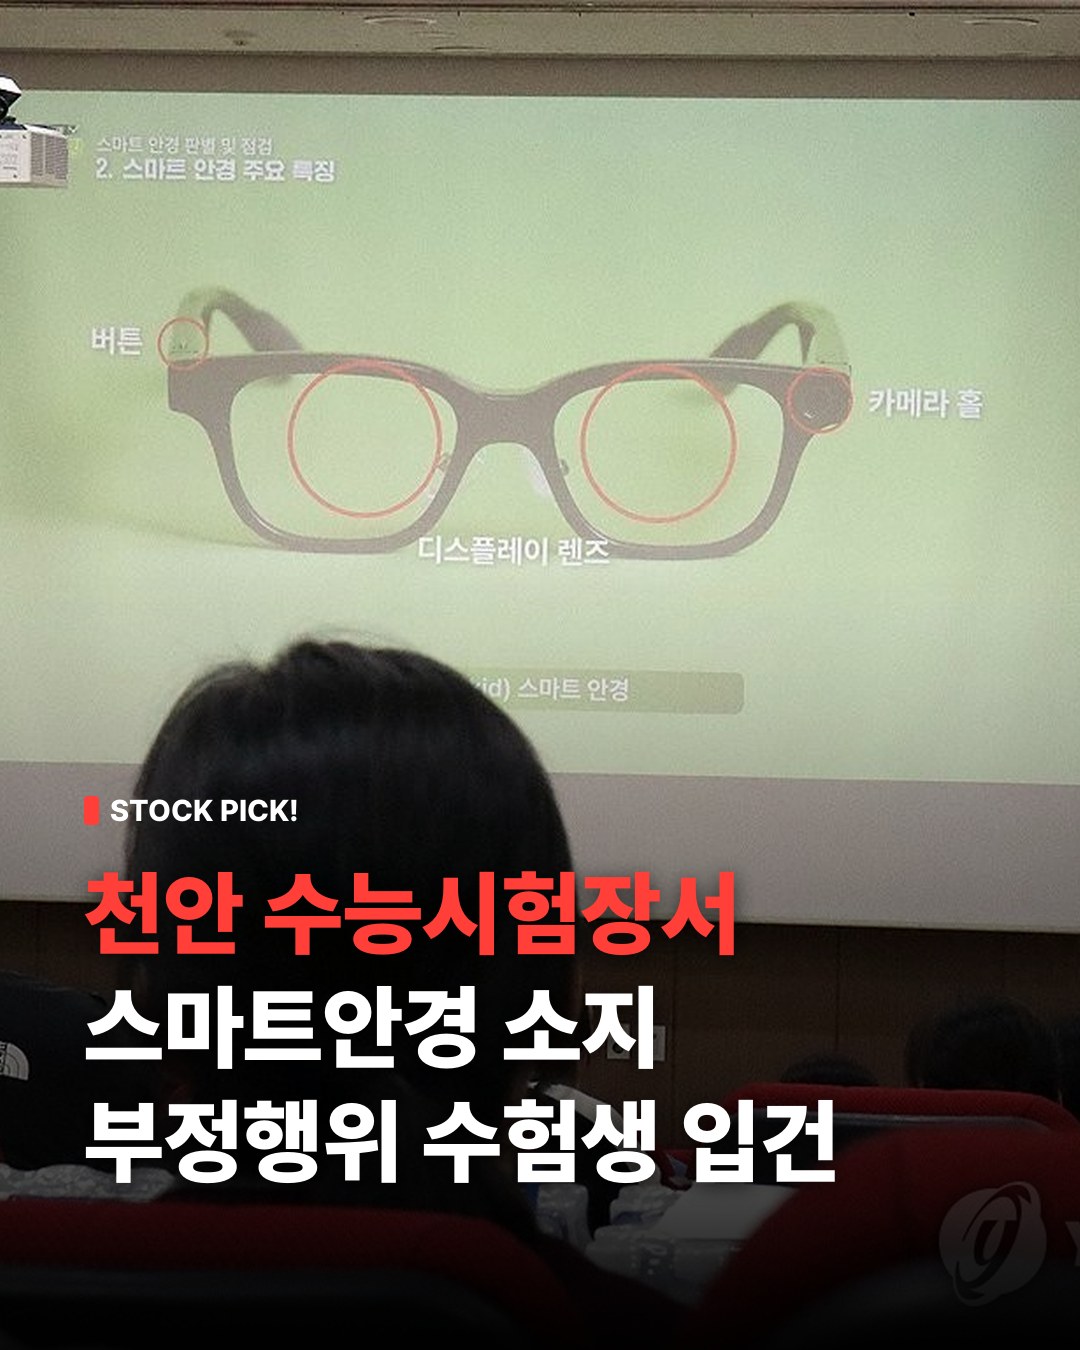 스마트 안경 판별 및 점검
2. 스마트 안경 주요 특징
버튼
카메라 홀
디스플레이 렌즈
스마트 안경
STOCK PICK!
천안 수능시험장서
스마트안경 소지
부정행위 수험생 입건